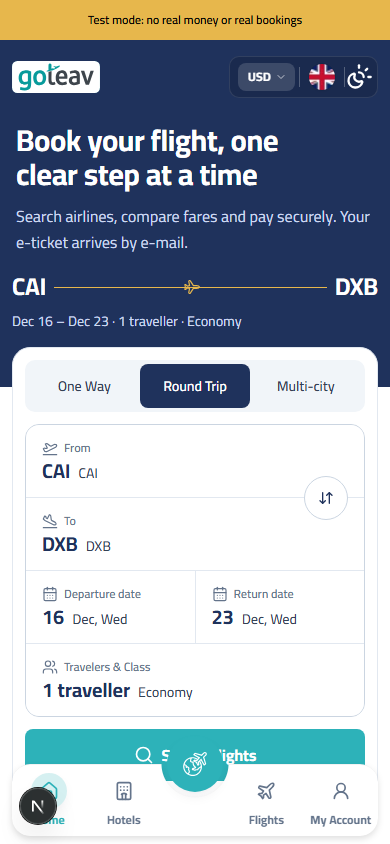 Test mode: no real money or real bookings
goteav
USD
Book your flight, one
clear step at a time
Search airlines, compare fares and pay securely. Your
e-ticket arrives by e-mail.
CAI DXB
Dec 16 – Dec 23 · 1 traveller · Economy
One Way Round Trip Multi-city
From
CAI CAI
To
DXB DXB
Departure date Return date
16 Dec, Wed 23 Dec, Wed
Travelers & Class
1 traveller Economy
N
Hotels Flights My Account